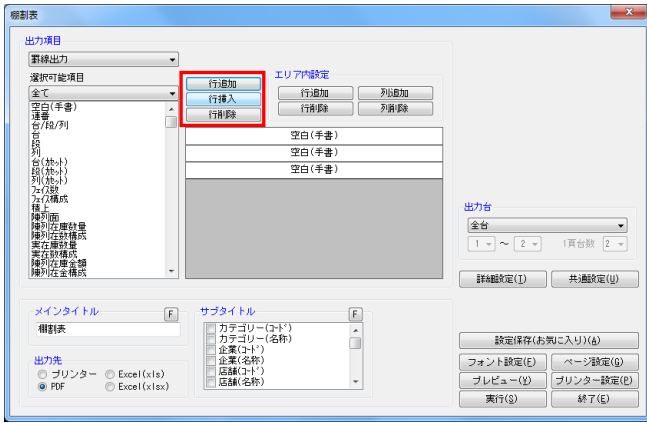 棚割表
出力項目
罫線出力
選択可能項目
全て
空白(手書)
連番
台/段/列
台
段
列
台(ｶｾｯﾄ)
段(ｶｾｯﾄ)
列(ｶｾｯﾄ)
ﾌｪｲｽ数
ﾌｪｲｽ構成
積上
陳列面
陳列在庫数量
陳列在数構成
実在庫数量
実在数構成
陳列在庫金額
陳列在金構成
行追加
行挿入
行削除
エリア内設定
行追加
列追加
行削除
列削除
空白(手書)
空白(手書)
空白(手書)
出力台
全台
1 ～ 2 1頁台数 2
詳細設定(I)
共通設定(U)
メインタイトル F
棚割表
サブタイトル F
カテゴリー(ｺｰﾄﾞ)
カテゴリー(名称)
企業(ｺｰﾄﾞ)
企業(名称)
店舗(ｺｰﾄﾞ)
店舗(名称)
出力先
プリンター
Excel(xls)
PDF
Excel(xlsx)
設定保存(お気に入り)(A)
フォント設定(F)
ページ設定(G)
プレビュー(V)
プリンター設定(P)
実行(S)
終了(E)